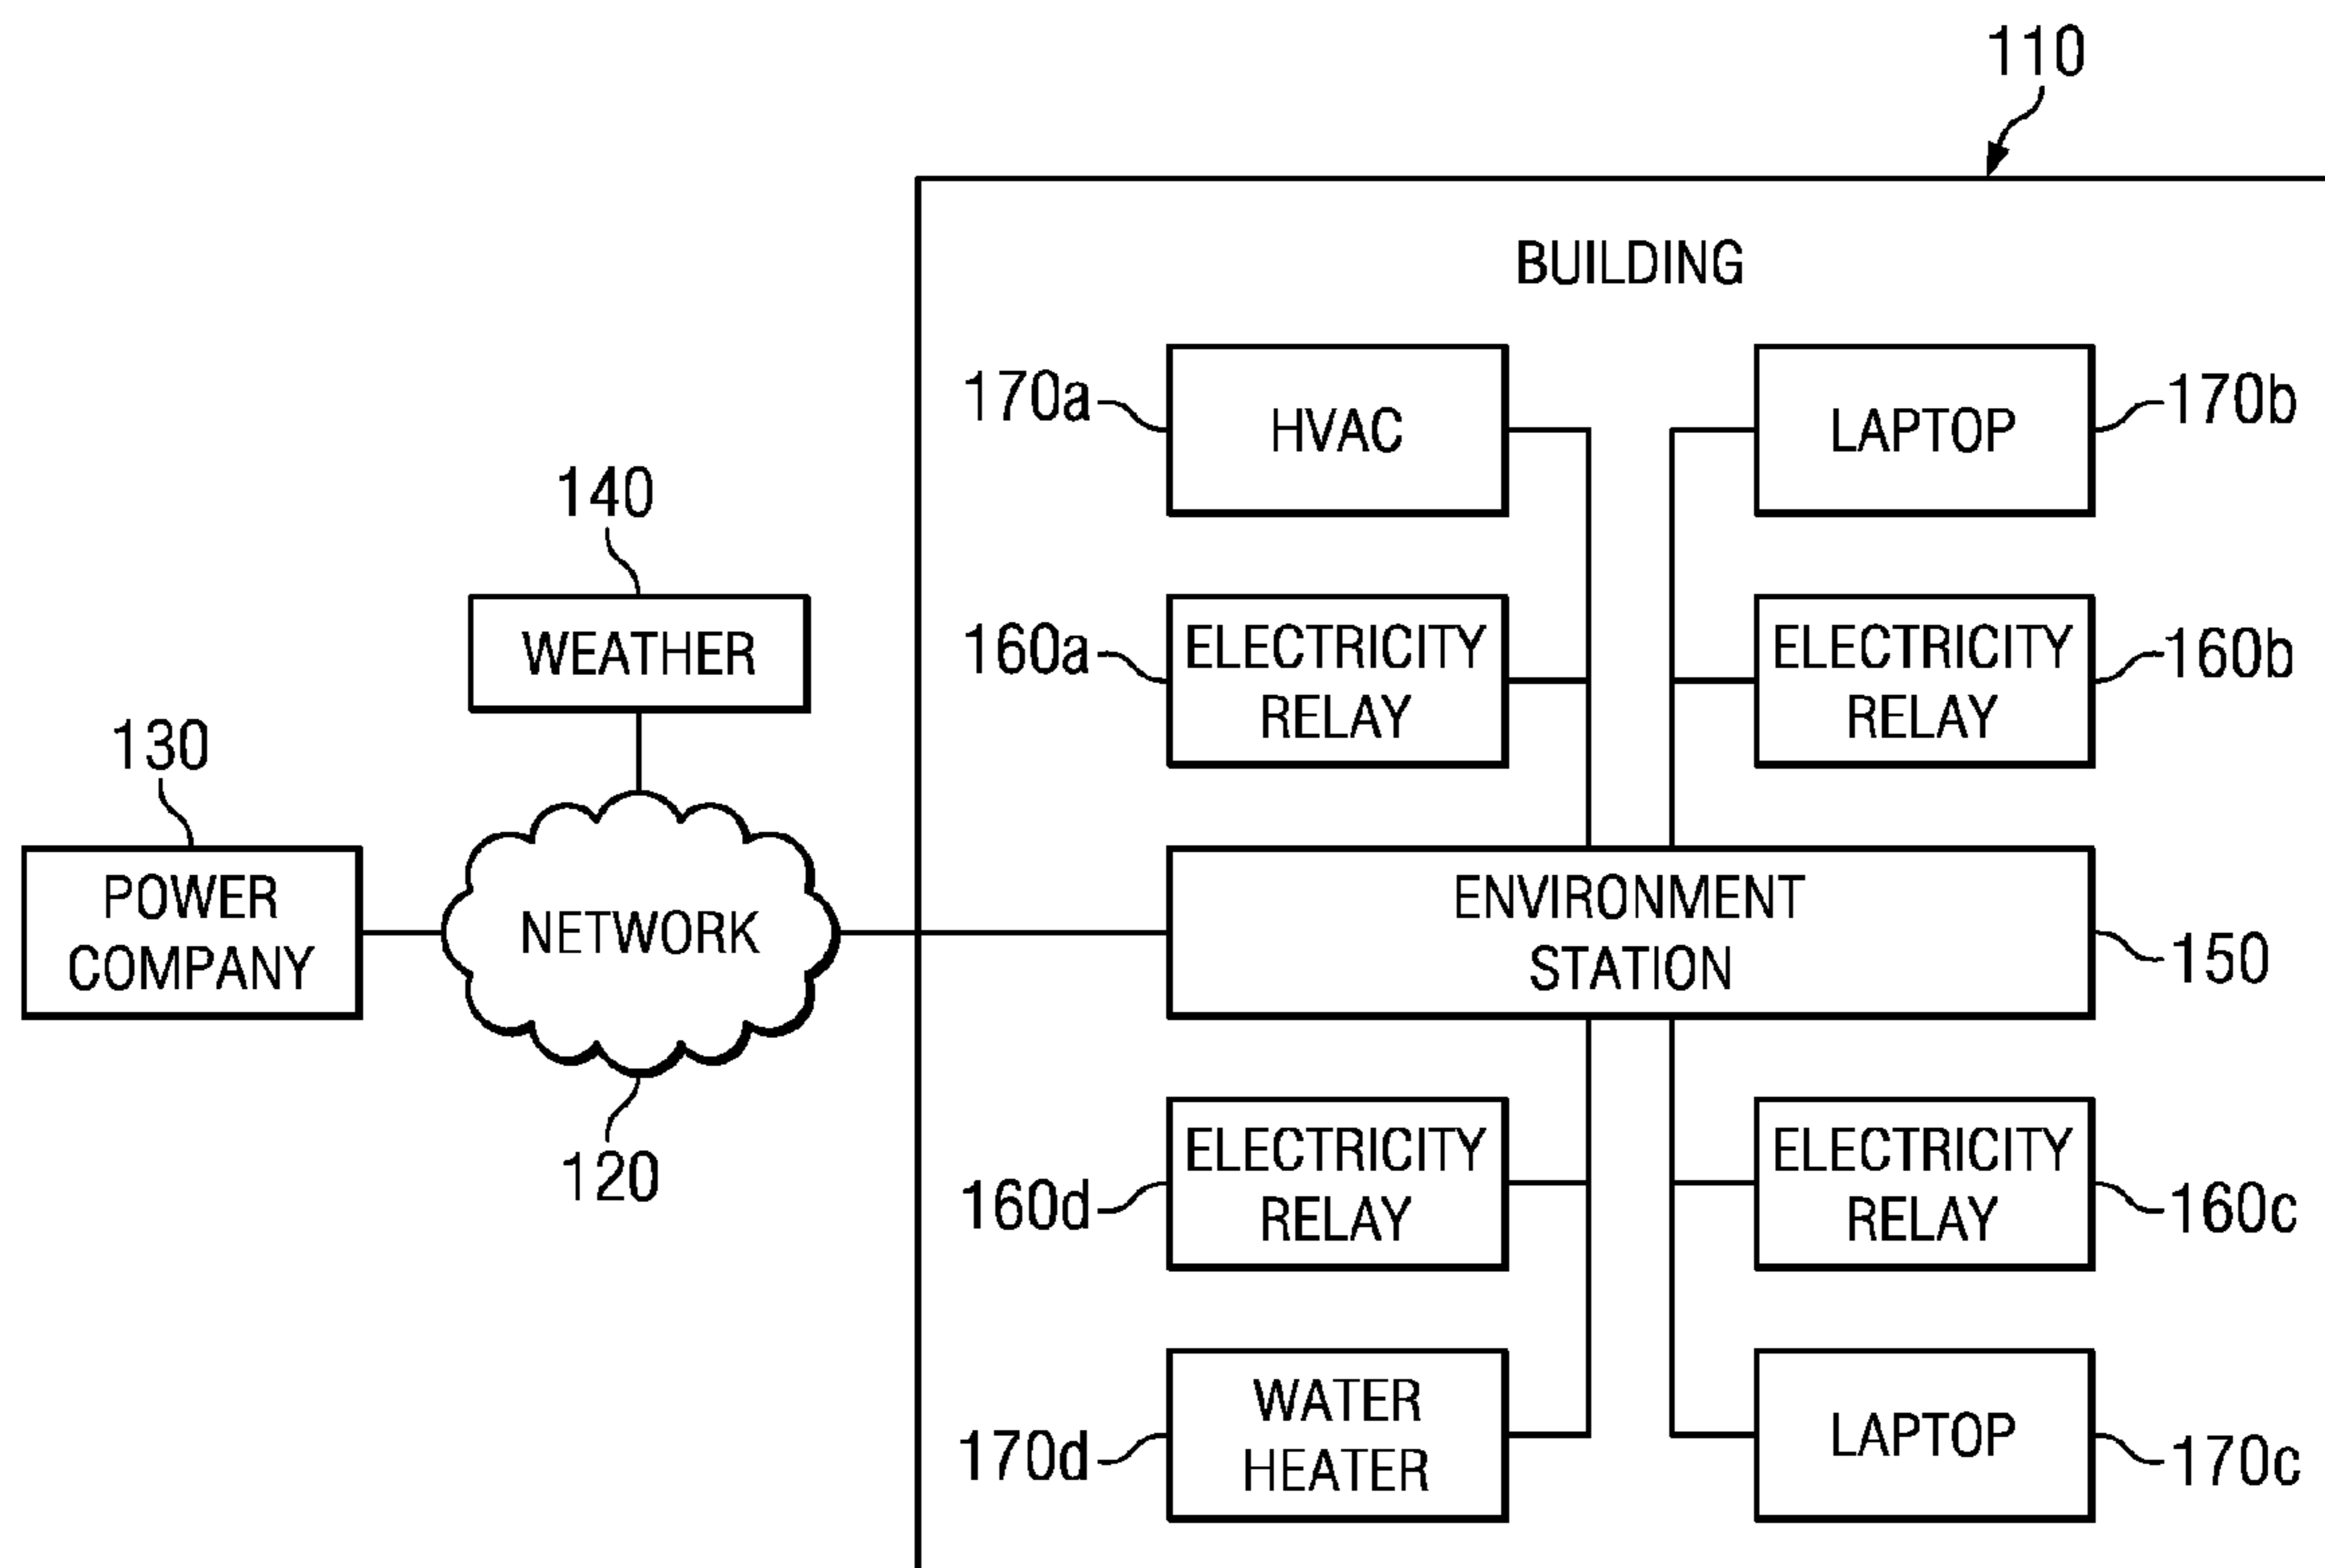 110
BUILDING
170a
HVAC
LAPTOP
170b
140
WEATHER
160a
ELECTRICITY
RELAY
ELECTRICITY
RELAY
160b
130
POWER
COMPANY
NETWORK
120
ENVIRONMENT
STATION
150
160d
ELECTRICITY
RELAY
ELECTRICITY
RELAY
160c
170d
WATER
HEATER
LAPTOP
170c